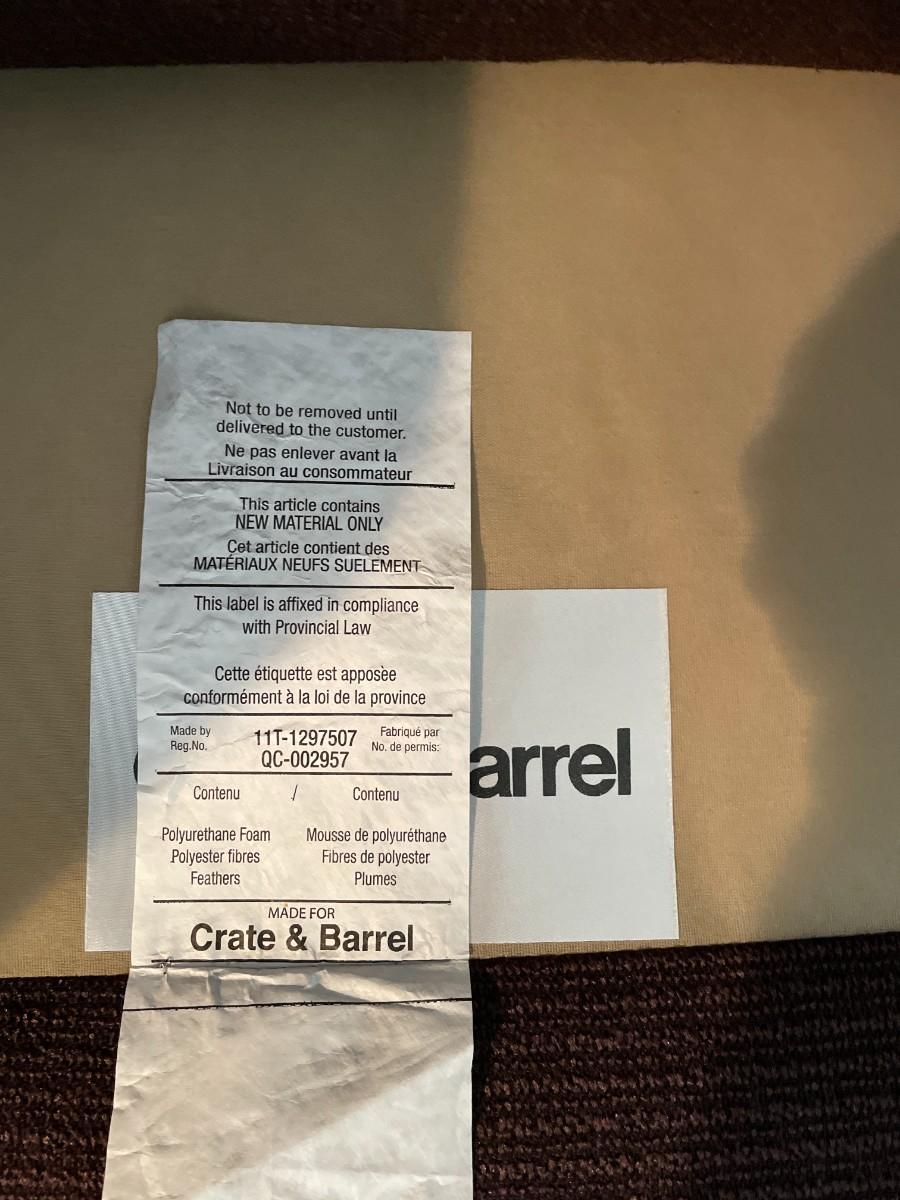 Not to be removed until
delivered to the customer.
Ne pas enlever avant la
Livraison au consommateur
This article contains
NEW MATERIAL ONLY
Cet article contient des
MATÉRIAUX NEUFS SUELEMENT
This label is affixed in compliance
with Provincial Law
Cette étiquette est apposèe
conformément à la loi de la province
Made by
Reg.No.
11T-1297507
QC-002957
Fabriqué par
No. de permis:
Contenu / Contenu
Polyurethane Foam Mousse de polyuréthane
Polyester fibres Fibres de polyester
Feathers Plumes
MADE FOR
Crate & Barrel
arrel